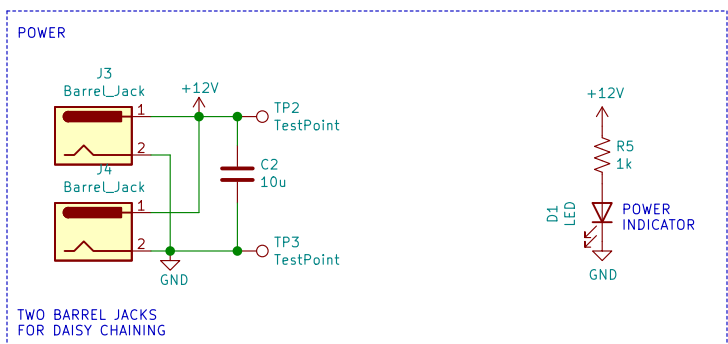 POWER
J3
Barrel_Jack
1
2
J4
Barrel_Jack
1
2
+12V
TP2
TestPoint
C2
10u
TP3
TestPoint
GND
+12V
R5
1k
D1
LED
POWER
INDICATOR
GND
TWO BARREL JACKS
FOR DAISY CHAINING